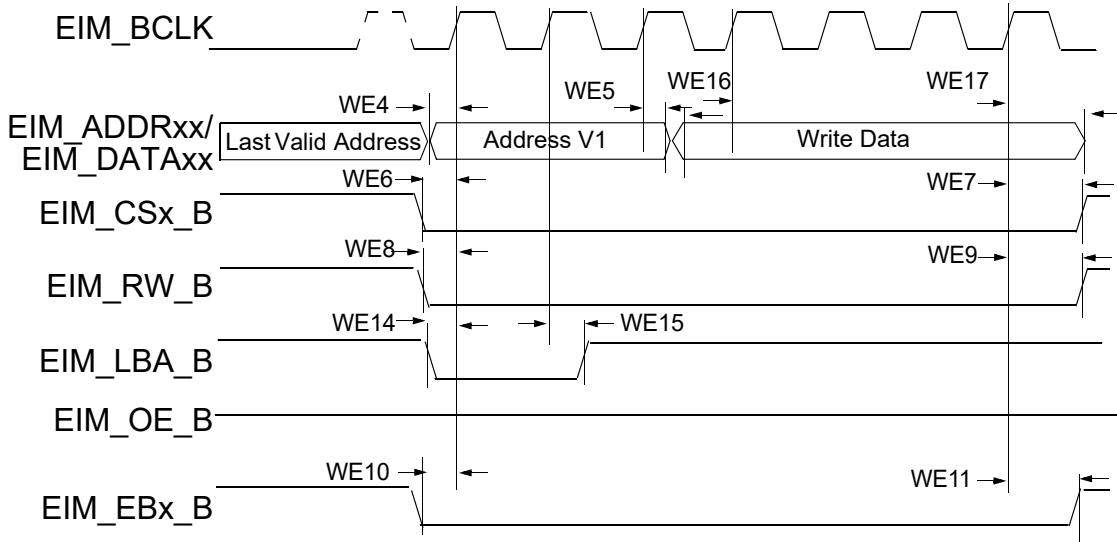 EIM_BCLK
WE5
WE16
WE17
WE4
EIM_ADDRxx/
EIM_DATAxx
Last Valid Address
Address V1
Write Data
WE6
WE7
EIM_CSx_B
WE8
WE9
EIM_RW_B
WE14
WE15
EIM_LBA_B
EIM_OE_B
WE10
WE11
EIM_EBx_B